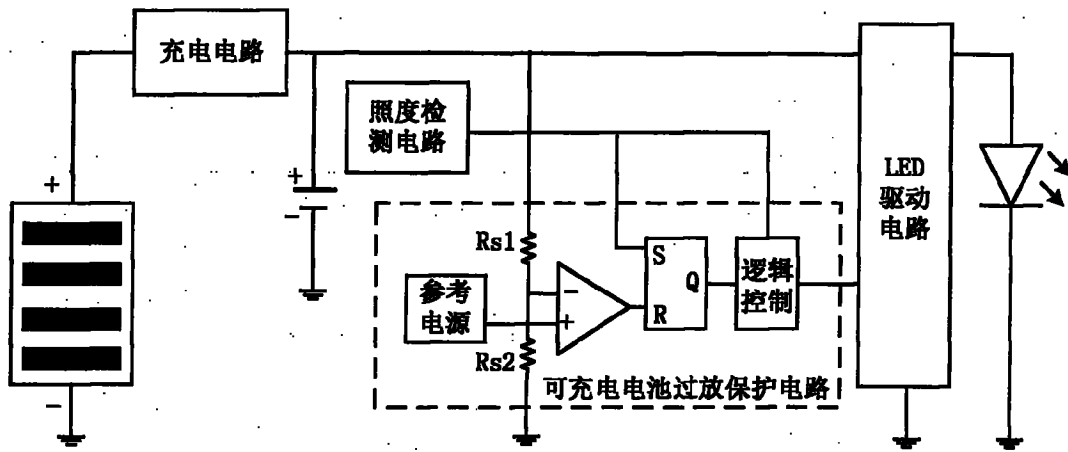 充电电路
照度检
测电路
+
+
−
LED
驱动
电路
Rs1
S
Q
R
逻辑
控制
−
+
参考
电源
Rs2
可充电电池过放保护电路
−